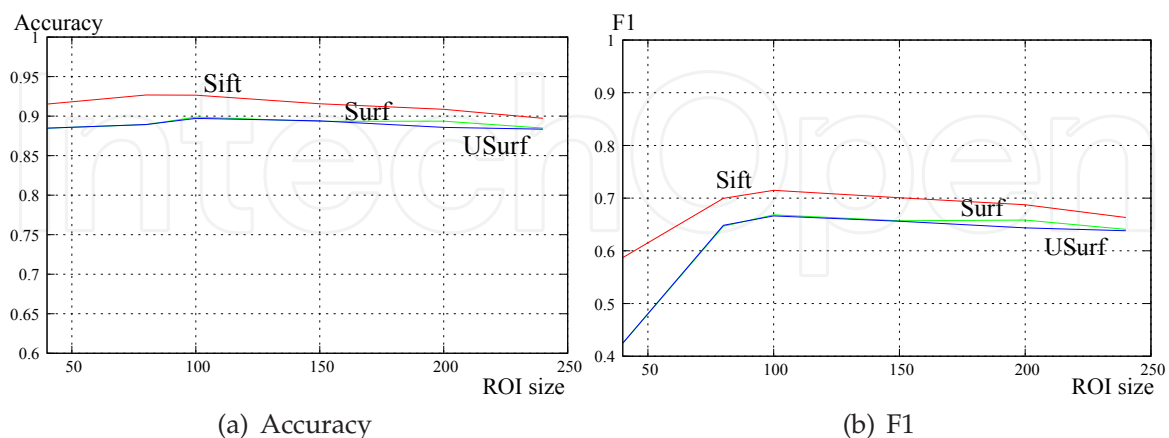 Accuracy
1
0.95
0.9
0.85
0.8
0.75
0.7
0.65
0.6
50
100
150
200
250
ROI size
Sift
Surf
USurf
(a) Accuracy
F1
1
0.9
0.8
0.7
0.6
0.5
0.4
50
100
150
200
250
ROI size
Sift
Surf
USurf
(b) F1
IntechOpen